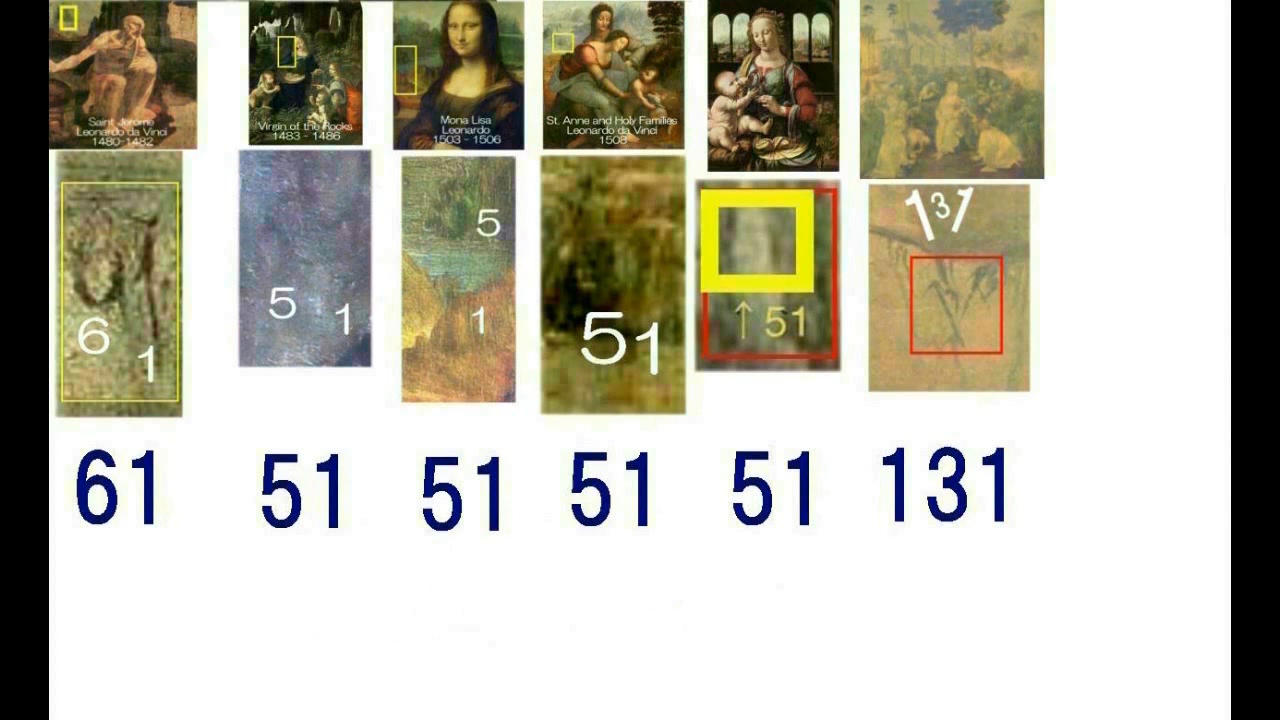 Saint Jerome
Leonardo da Vinci
1480-1482
Virgin of the Rocks
1483 - 1486
Mona Lisa
Leonardo
1503 - 1506
St. Anne and Holy Families
Leonardo da Vinci
1508
6 1
5 1
5
1
51
↑ 51
131
61 51 51 51 51 131